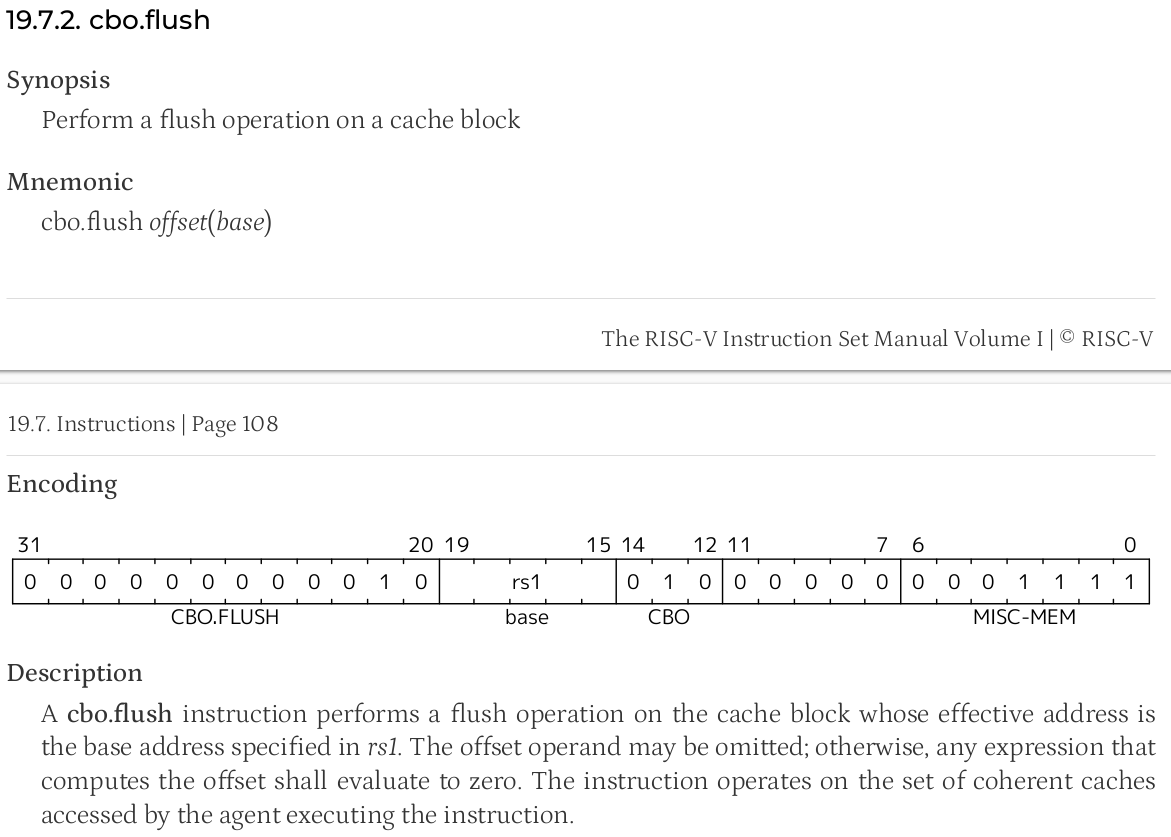 19.7.2. cbo.flush
Synopsis
Perform a flush operation on a cache block
Mnemonic
cbo.flush offset(base)
The RISC-V Instruction Set Manual Volume I | © RISC-V
19.7. Instructions | Page 108
Encoding
31 20 19 15 14 12 11 7 6 0
0 0 0 0 0 0 0 0 0 0 1 0 rs1 0 1 0 0 0 0 0 0 0 0 0 1 1 1 1
CBO.FLUSH base CBO MISC-MEM
Description
A cbo.flush instruction performs a flush operation on the cache block whose effective address is
the base address specified in rs1. The offset operand may be omitted; otherwise, any expression that
computes the offset shall evaluate to zero. The instruction operates on the set of coherent caches
accessed by the agent executing the instruction.